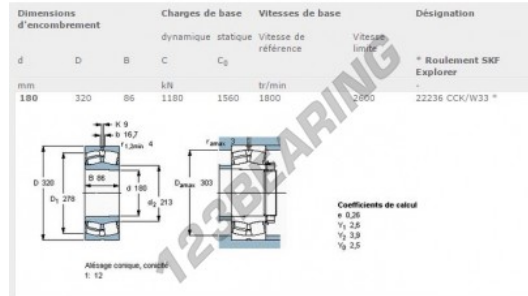 Dimensions d'encombrement Charges de base Vitesses de base Désignation
dynamique statique Vitesse de référence Vitesse limite
d D B C C0 * Roulement SKF Explorer
mm kN tr/min -
180 320 86 1180 1560 1800 2600 22236 CCK/W33 *
K 9
b 16,7
r1,2min 4
ramax 3
D 320
B 86
d 180
D1 278
d2 213
Damax 303
Coefficients de calcul
e 0,26
Y1 2,6
Y2 3,9
Y0 2,5
Alésage conique, conicité
1: 12
123BEARING